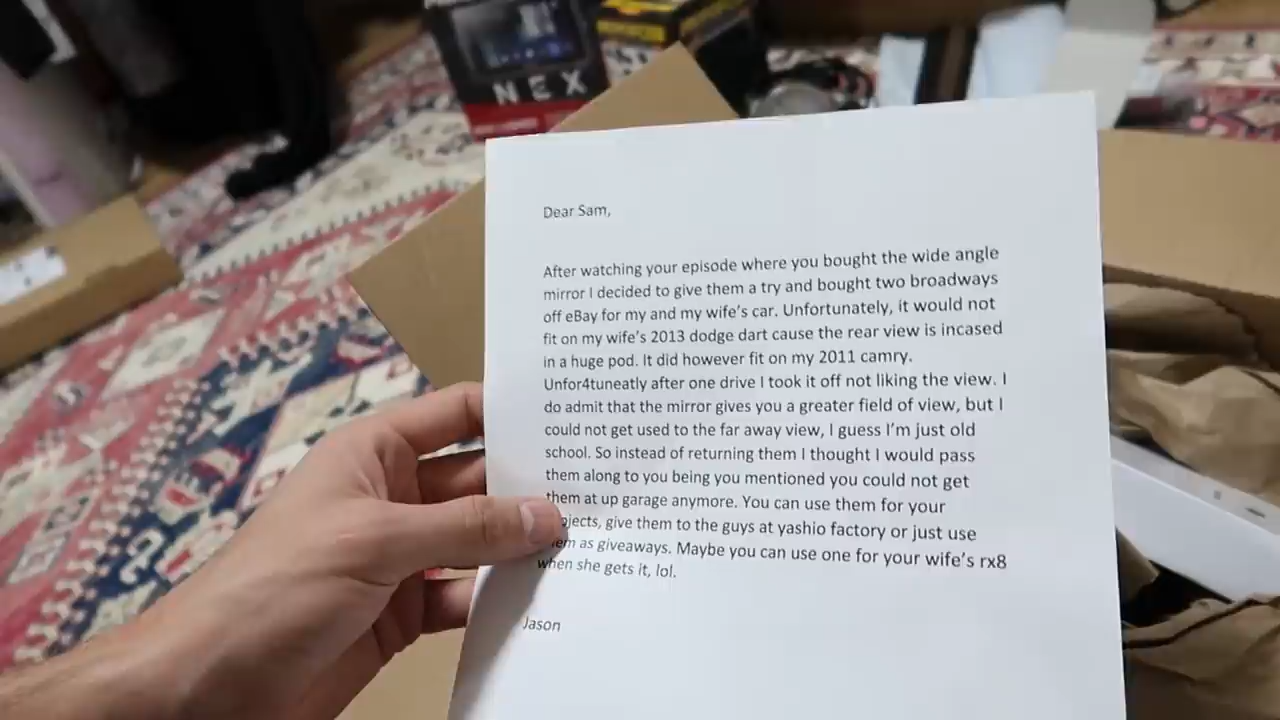 NEX
Dear Sam,
After watching your episode where you bought the wide angle
mirror I decided to give them a try and bought two broadways
off eBay for my and my wife's car. Unfortunately, it would not
fit on my wife's 2013 dodge dart cause the rear view is incased
in a huge pod. It did however fit on my 2011 camry.
Unfor4tuneatly after one drive I took it off not liking the view. I
do admit that the mirror gives you a greater field of view, but I
could not get used to the far away view, I guess I'm just old
school. So instead of returning them I thought I would pass
them along to you being you mentioned you could not get
them at up garage anymore. You can use them for your
ojects, give them to the guys at yashio factory or just use
em as giveaways. Maybe you can use one for your wife's rx8
when she gets it, lol.
Jason